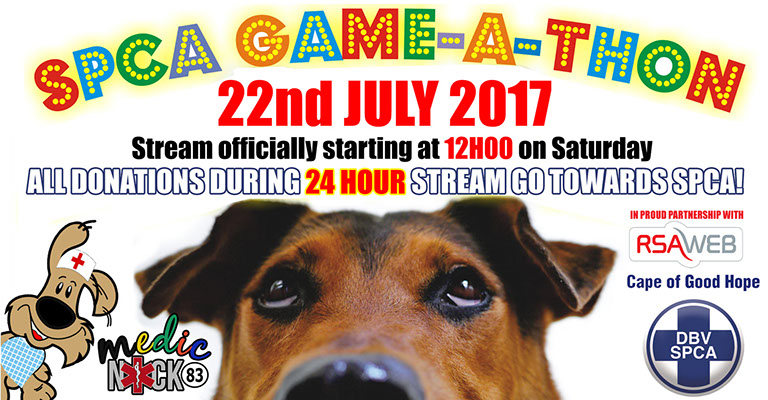 SPCA GAME-A-THON
22nd JULY 2017
Stream officially starting at 12H00 on Saturday
ALL DONATIONS DURING 24 HOUR STREAM GO TOWARDS SPCA!
IN PROUD PARTNERSHIP WITH
RSAWEB
Cape of Good Hope
DBV
SPCA
medic
NICK 83